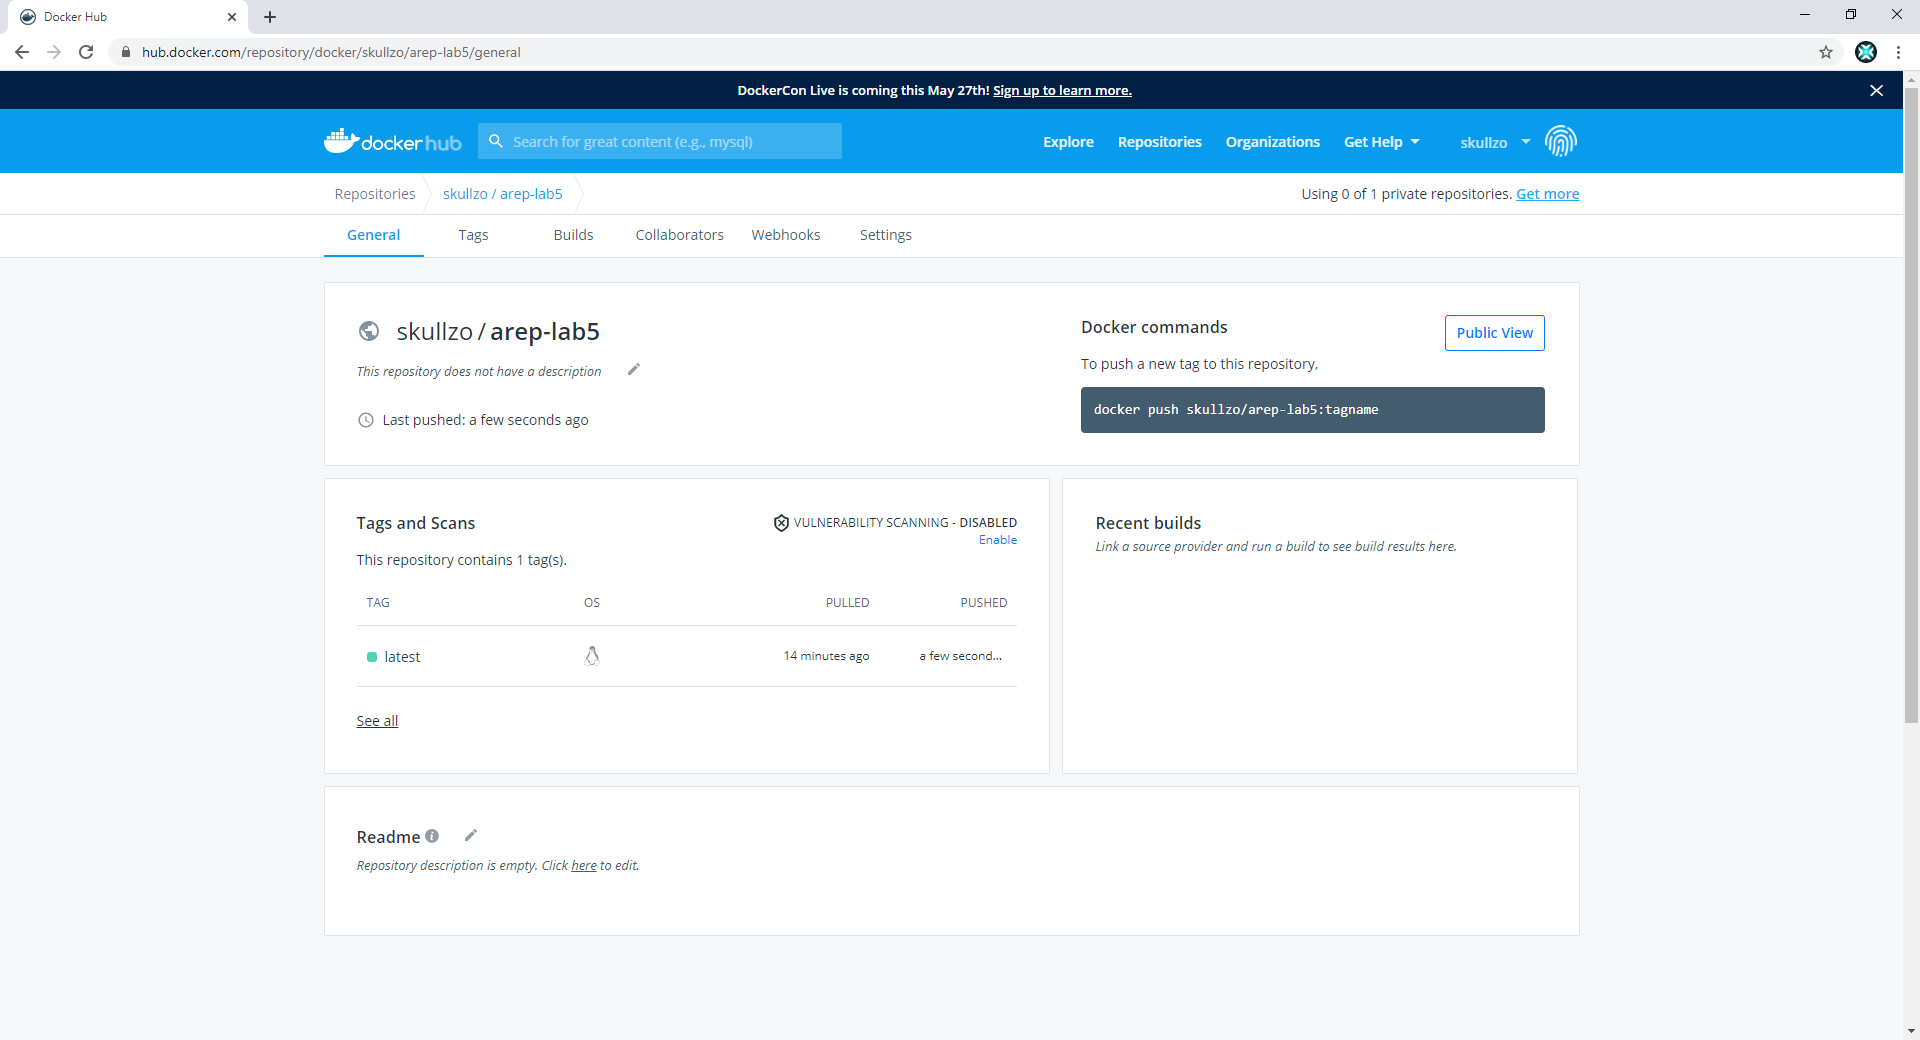 Docker Hub
hub.docker.com/repository/docker/skullzo/arep-lab5/general
DockerCon Live is coming this May 27th! Sign up to learn more.
docker hub
Search for great content (e.g., mysql)
Explore
Repositories
Organizations
Get Help
skullzo
Repositories
skullzo / arep-lab5
Using 0 of 1 private repositories. Get more
General
Tags
Builds
Collaborators
Webhooks
Settings
skullzo / arep-lab5
This repository does not have a description
Last pushed: a few seconds ago
Docker commands
Public View
To push a new tag to this repository,
docker push skullzo/arep-lab5:tagname
Tags and Scans
VULNERABILITY SCANNING - DISABLED
Enable
This repository contains 1 tag(s).
TAG
OS
PULLED
PUSHED
latest
14 minutes ago
a few second...
See all
Recent builds
Link a source provider and run a build to see build results here.
Readme
Repository description is empty. Click here to edit.